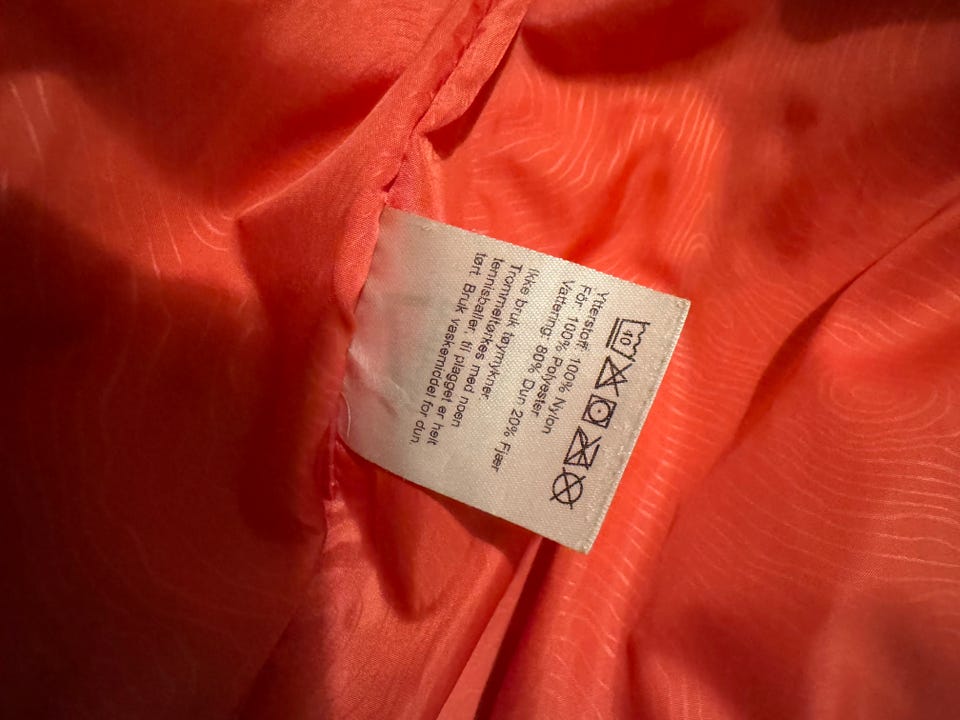 Ytterstoff: 100% Nylon
Fôr: 100% Polyester
Vattering: 80% Dun 20% Fjær
Ikke bruk tøymykner
Trommeltørkes med noen
tennisballer, til plagget er helt
tørt. Bruk vaskemiddel for dun.